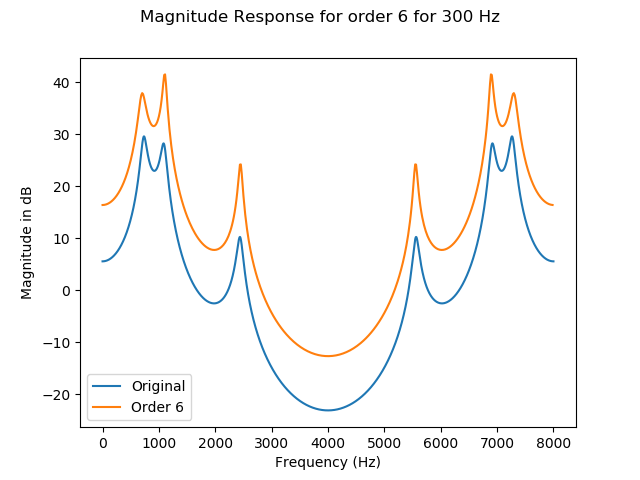 Magnitude Response for order 6 for 300 Hz
Magnitude in dB
40
30
20
10
0
−10
−20
Original
Order 6
0 1000 2000 3000 4000 5000 6000 7000 8000
Frequency (Hz)